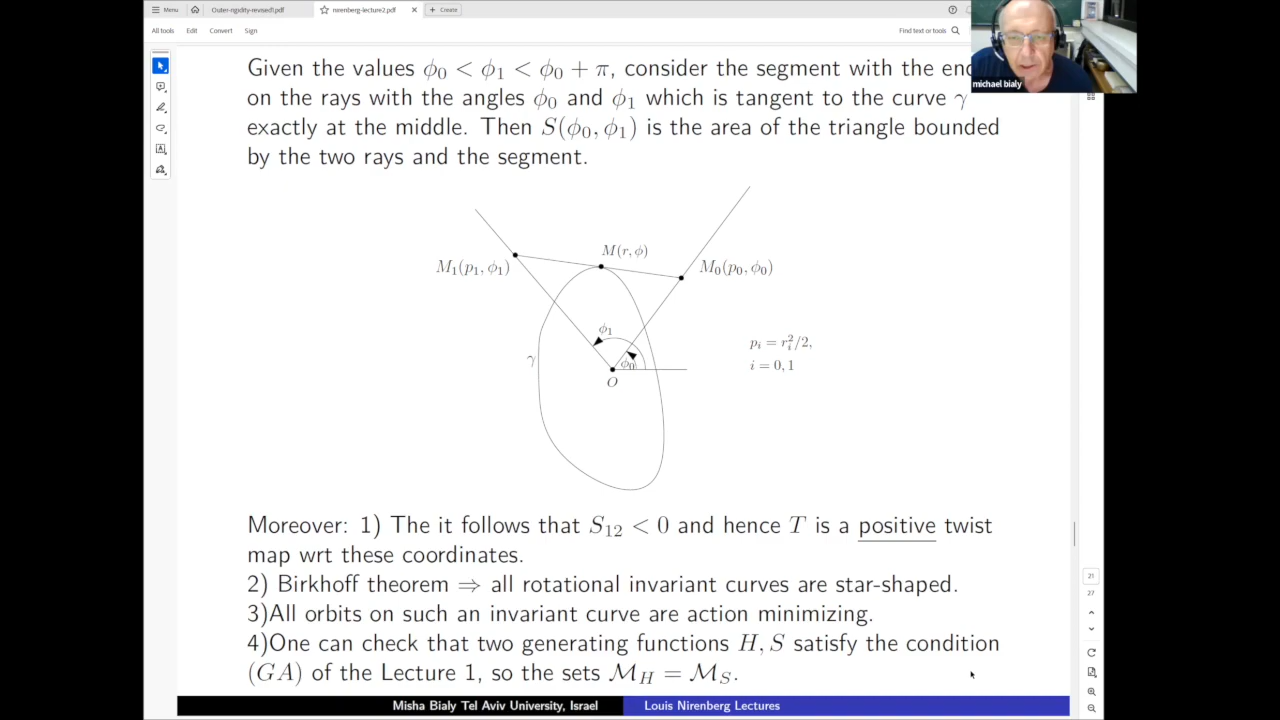 Menu
Outer-rigidity-revised!.pdf
nirenberg-lecture2.pdf
Create
All tools Edit Convert Sign
Find text or tools
michael bialy
Given the values ϕ₀ < ϕ₁ < ϕ₀ + π, consider the segment with the end
on the rays with the angles ϕ₀ and ϕ₁ which is tangent to the curve γ
exactly at the middle. Then S(ϕ₀, ϕ₁) is the area of the triangle bounded
by the two rays and the segment.
M(r, ϕ)
M₁(p₁, ϕ₁)
M₀(p₀, ϕ₀)
ϕ₁
pᵢ = rᵢ²/2,
i = 0, 1
γ
ϕ₀
O
Moreover: 1) The it follows that S₁₂ < 0 and hence T is a positive twist
map wrt these coordinates.
2) Birkhoff theorem ⇒ all rotational invariant curves are star-shaped.
3)All orbits on such an invariant curve are action minimizing.
4)One can check that two generating functions H, S satisfy the condition
(GA) of the Lecture 1, so the sets ℳ_H = ℳ_S.
21
27
Misha Bialy Tel Aviv University, Israel
Louis Nirenberg Lectures